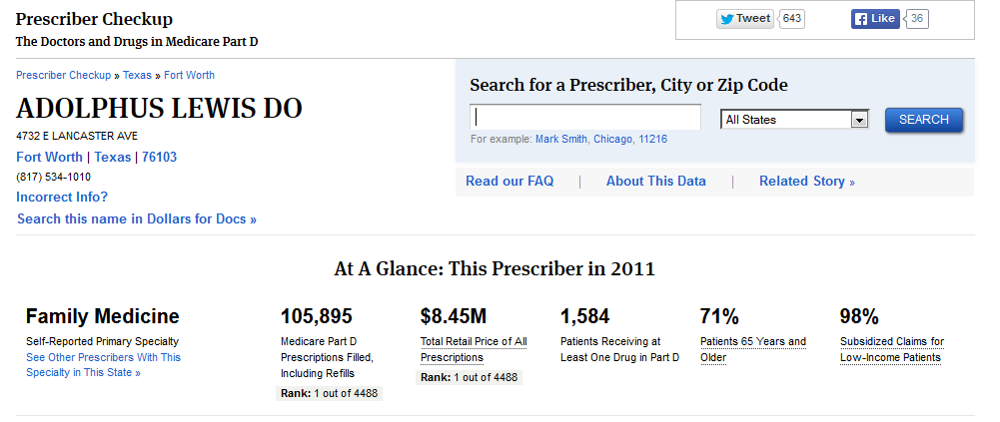 Prescriber Checkup
The Doctors and Drugs in Medicare Part D
Tweet 643
Like 36
Prescriber Checkup » Texas » Fort Worth
ADOLPHUS LEWIS DO
4732 E LANCASTER AVE
Fort Worth | Texas | 76103
(817) 534-1010
Incorrect Info?
Search this name in Dollars for Docs »
Search for a Prescriber, City or Zip Code
All States
SEARCH
For example: Mark Smith, Chicago, 11216
Read our FAQ | About This Data | Related Story »
At A Glance: This Prescriber in 2011
Family Medicine
Self-Reported Primary Specialty
See Other Prescribers With This
Specialty in This State »
105,895
Medicare Part D
Prescriptions Filled,
Including Refills
Rank: 1 out of 4488
$8.45M
Total Retail Price of All
Prescriptions
Rank: 1 out of 4488
1,584
Patients Receiving at
Least One Drug in Part D
71%
Patients 65 Years and
Older
98%
Subsidized Claims for
Low-Income Patients